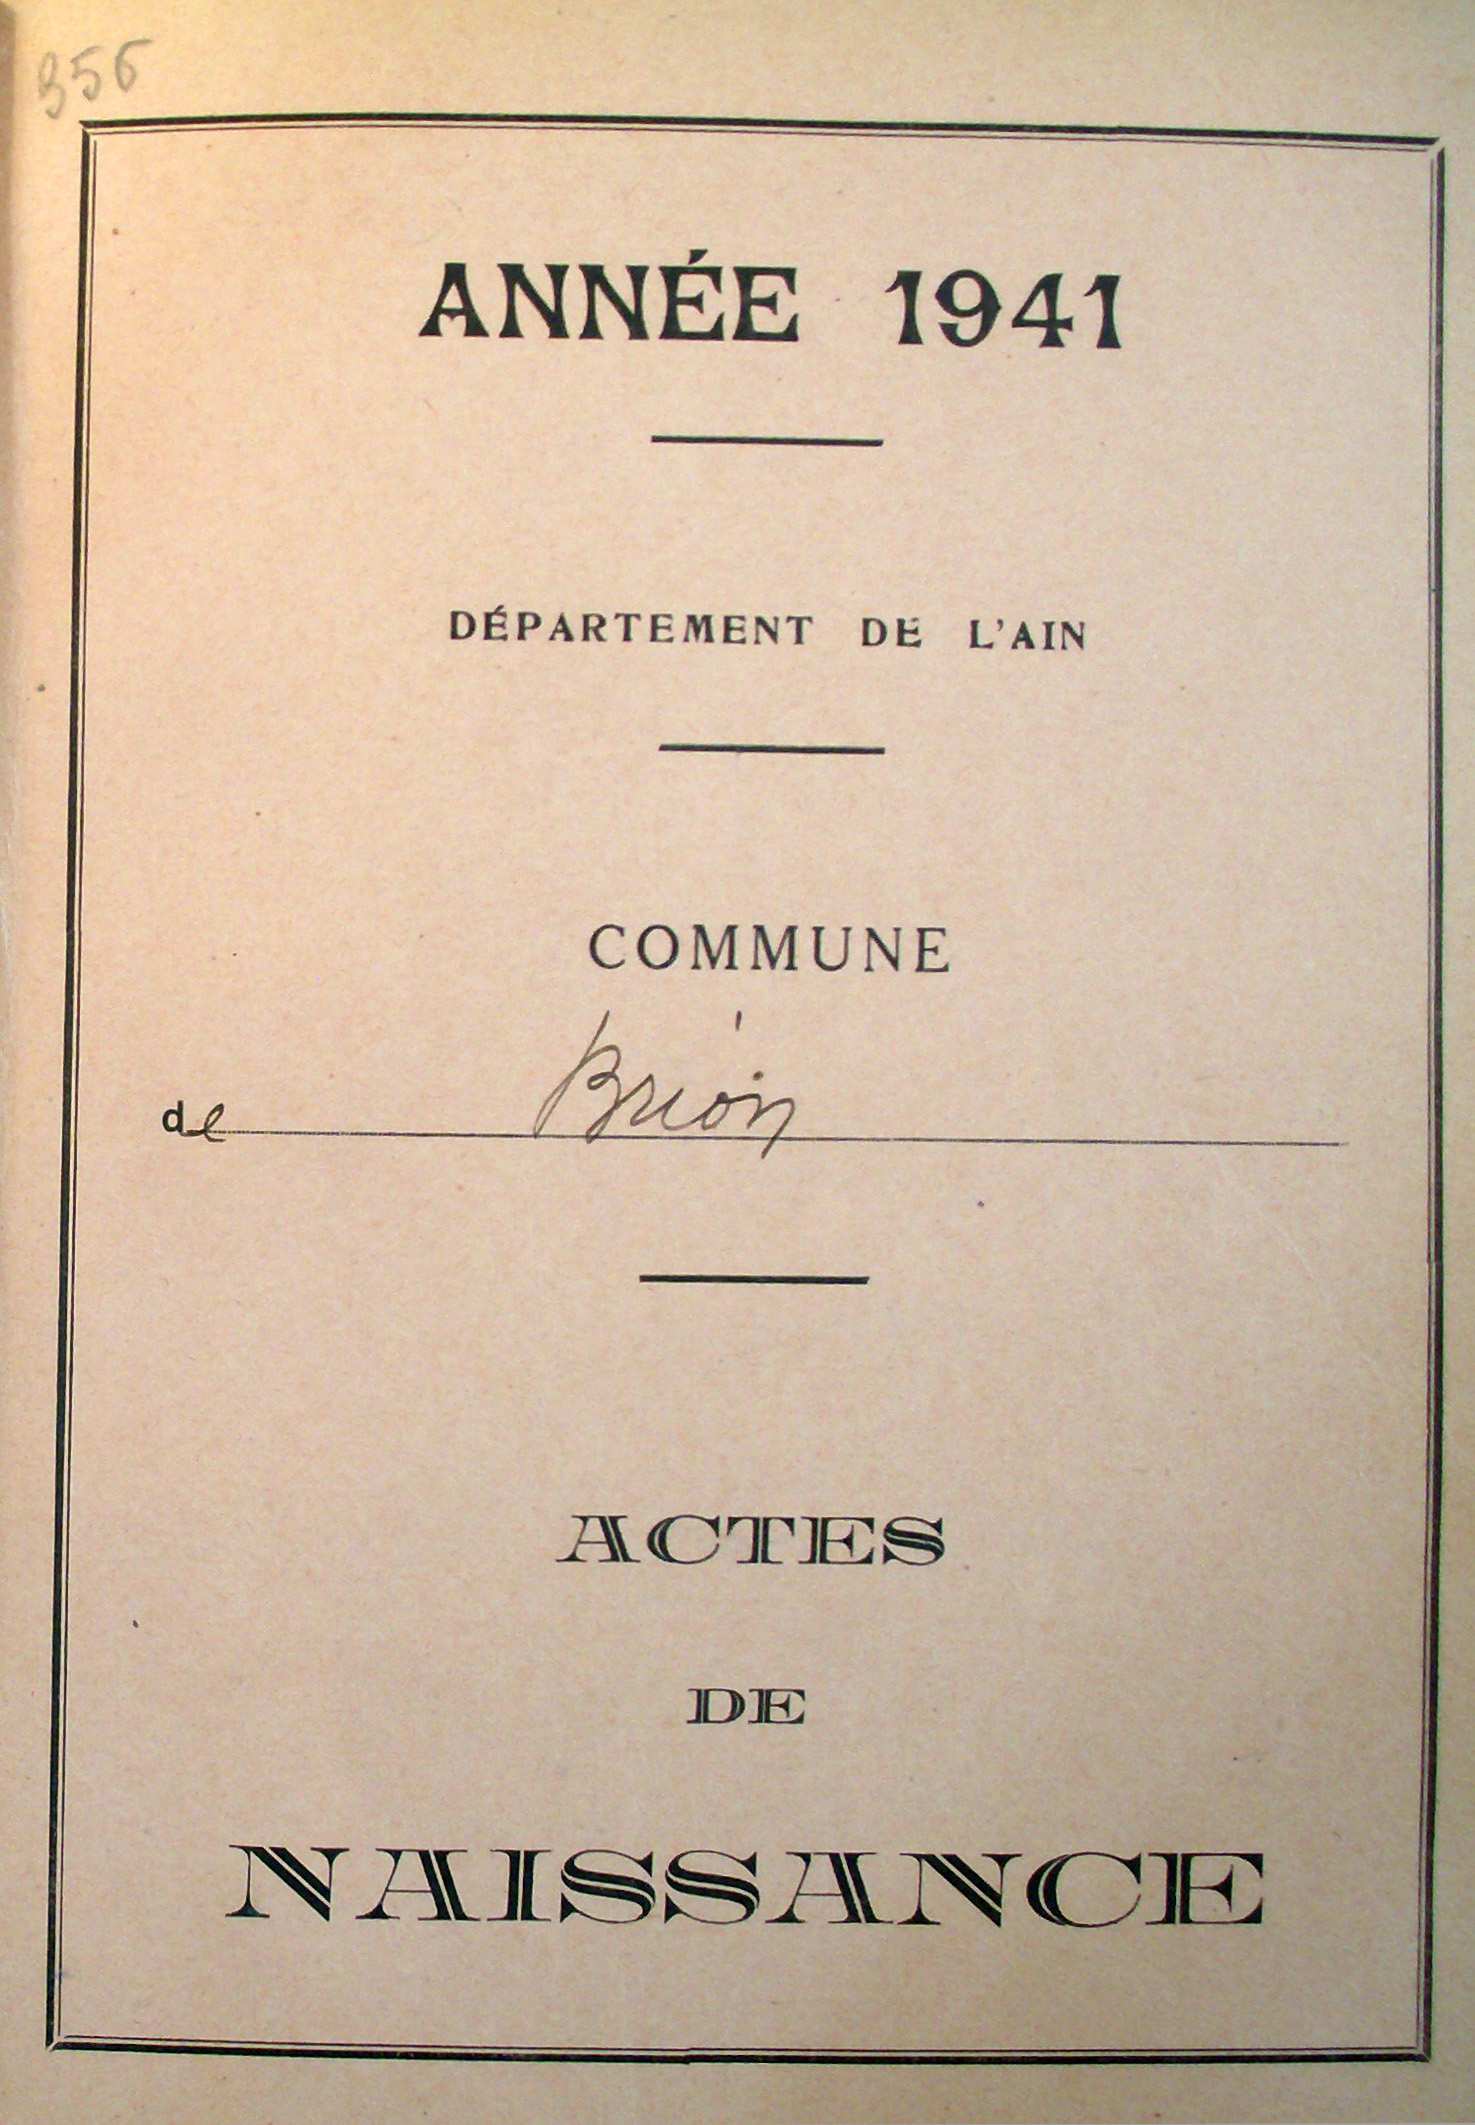 356
ANNÉE 1941
DÉPARTEMENT DE L'AIN
COMMUNE
de Brion
ACTES
DE
NAISSANCE